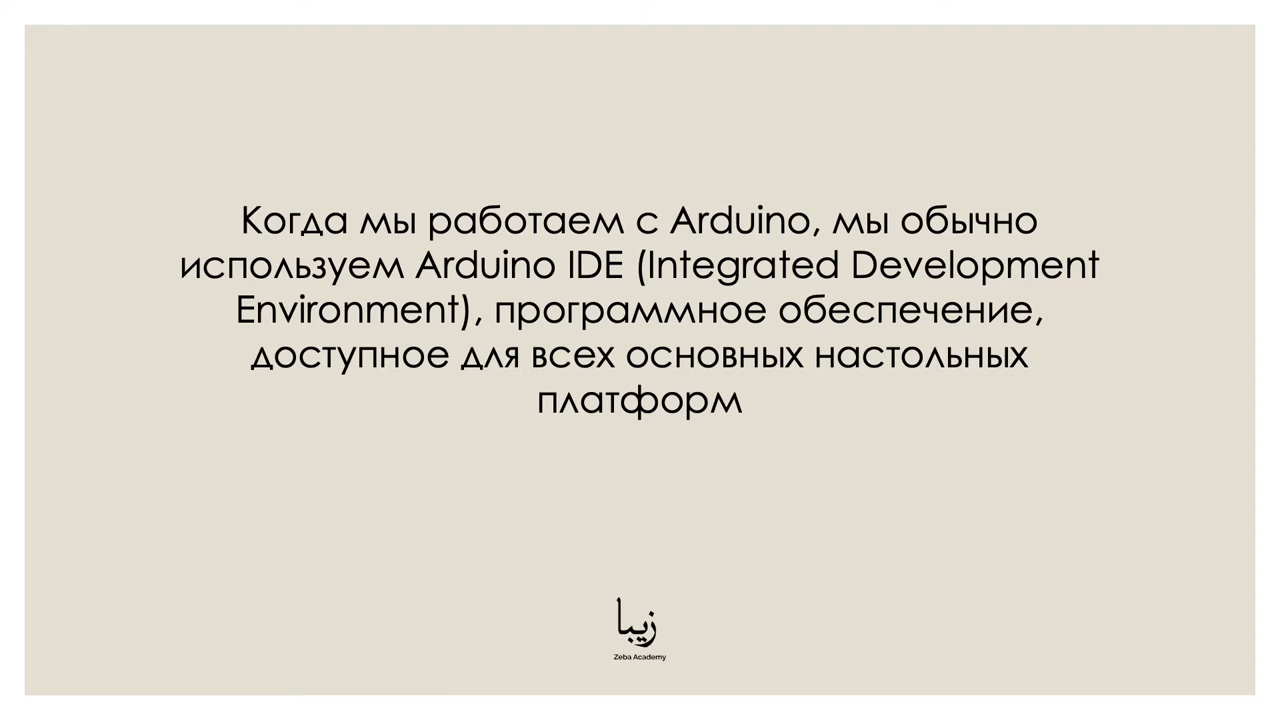 Когда мы работаем с Arduino, мы обычно
используем Arduino IDE (Integrated Development
Environment), программное обеспечение,
доступное для всех основных настольных
платформ
زیبا
Zeba Academy